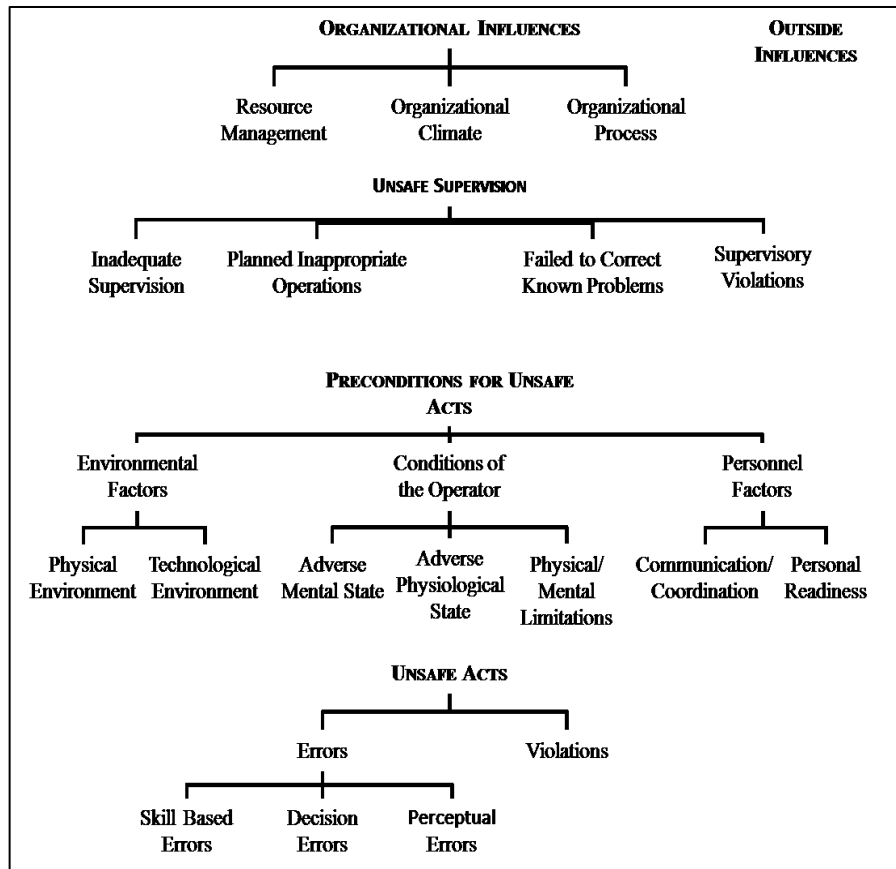 ORGANIZATIONAL INFLUENCES
OUTSIDE
INFLUENCES
Resource
Management
Organizational
Climate
Organizational
Process
UNSAFE SUPERVISION
Inadequate
Supervision
Planned Inappropriate
Operations
Failed to Correct
Known Problems
Supervisory
Violations
PRECONDITIONS FOR UNSAFE
ACTS
Environmental
Factors
Conditions of
the Operator
Personnel
Factors
Physical
Environment
Technological
Environment
Adverse
Mental State
Adverse
Physiological
State
Physical/
Mental
Limitations
Communication/
Coordination
Personal
Readiness
UNSAFE ACTS
Errors
Violations
Skill Based
Errors
Decision
Errors
Perceptual
Errors